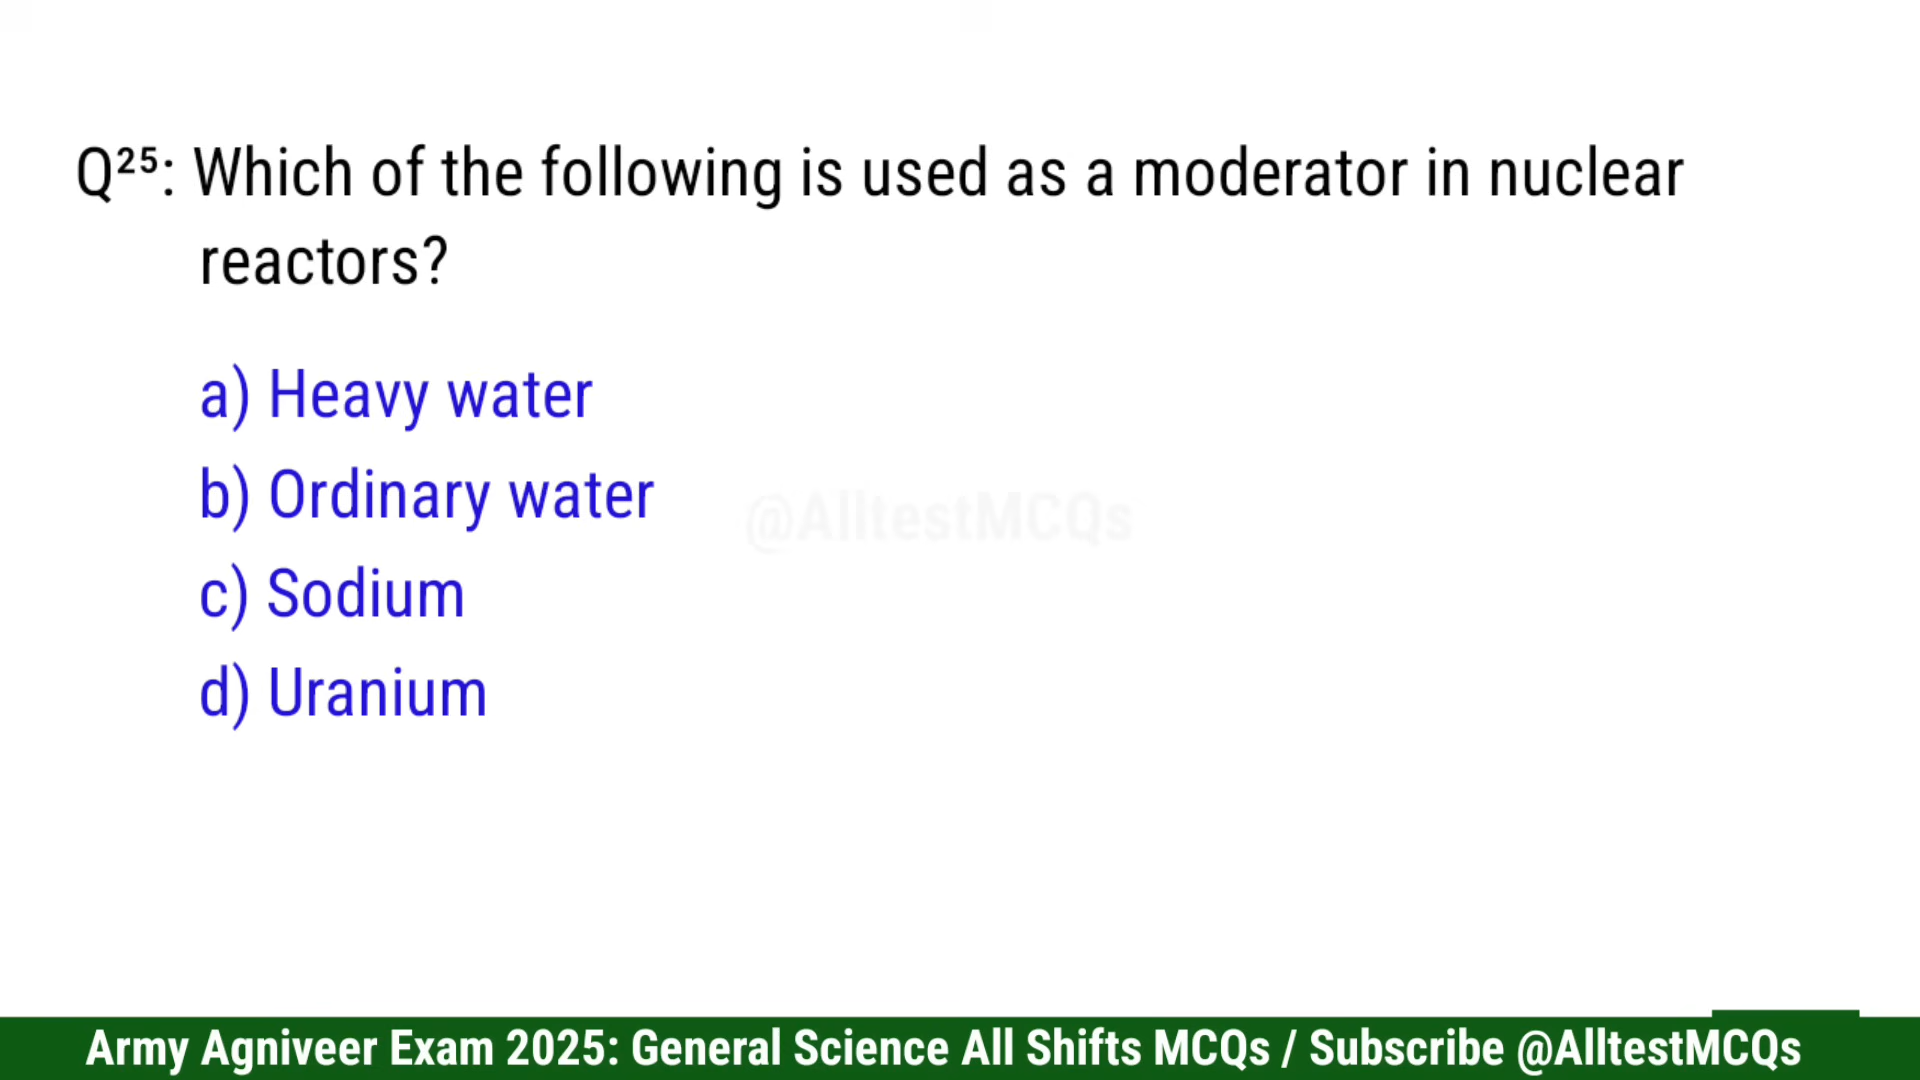 Q²⁵: Which of the following is used as a moderator in nuclear
reactors?
a) Heavy water
b) Ordinary water
@AlltestMCQs
c) Sodium
d) Uranium
Army Agniveer Exam 2025: General Science All Shifts MCQs / Subscribe @AlltestMCQs